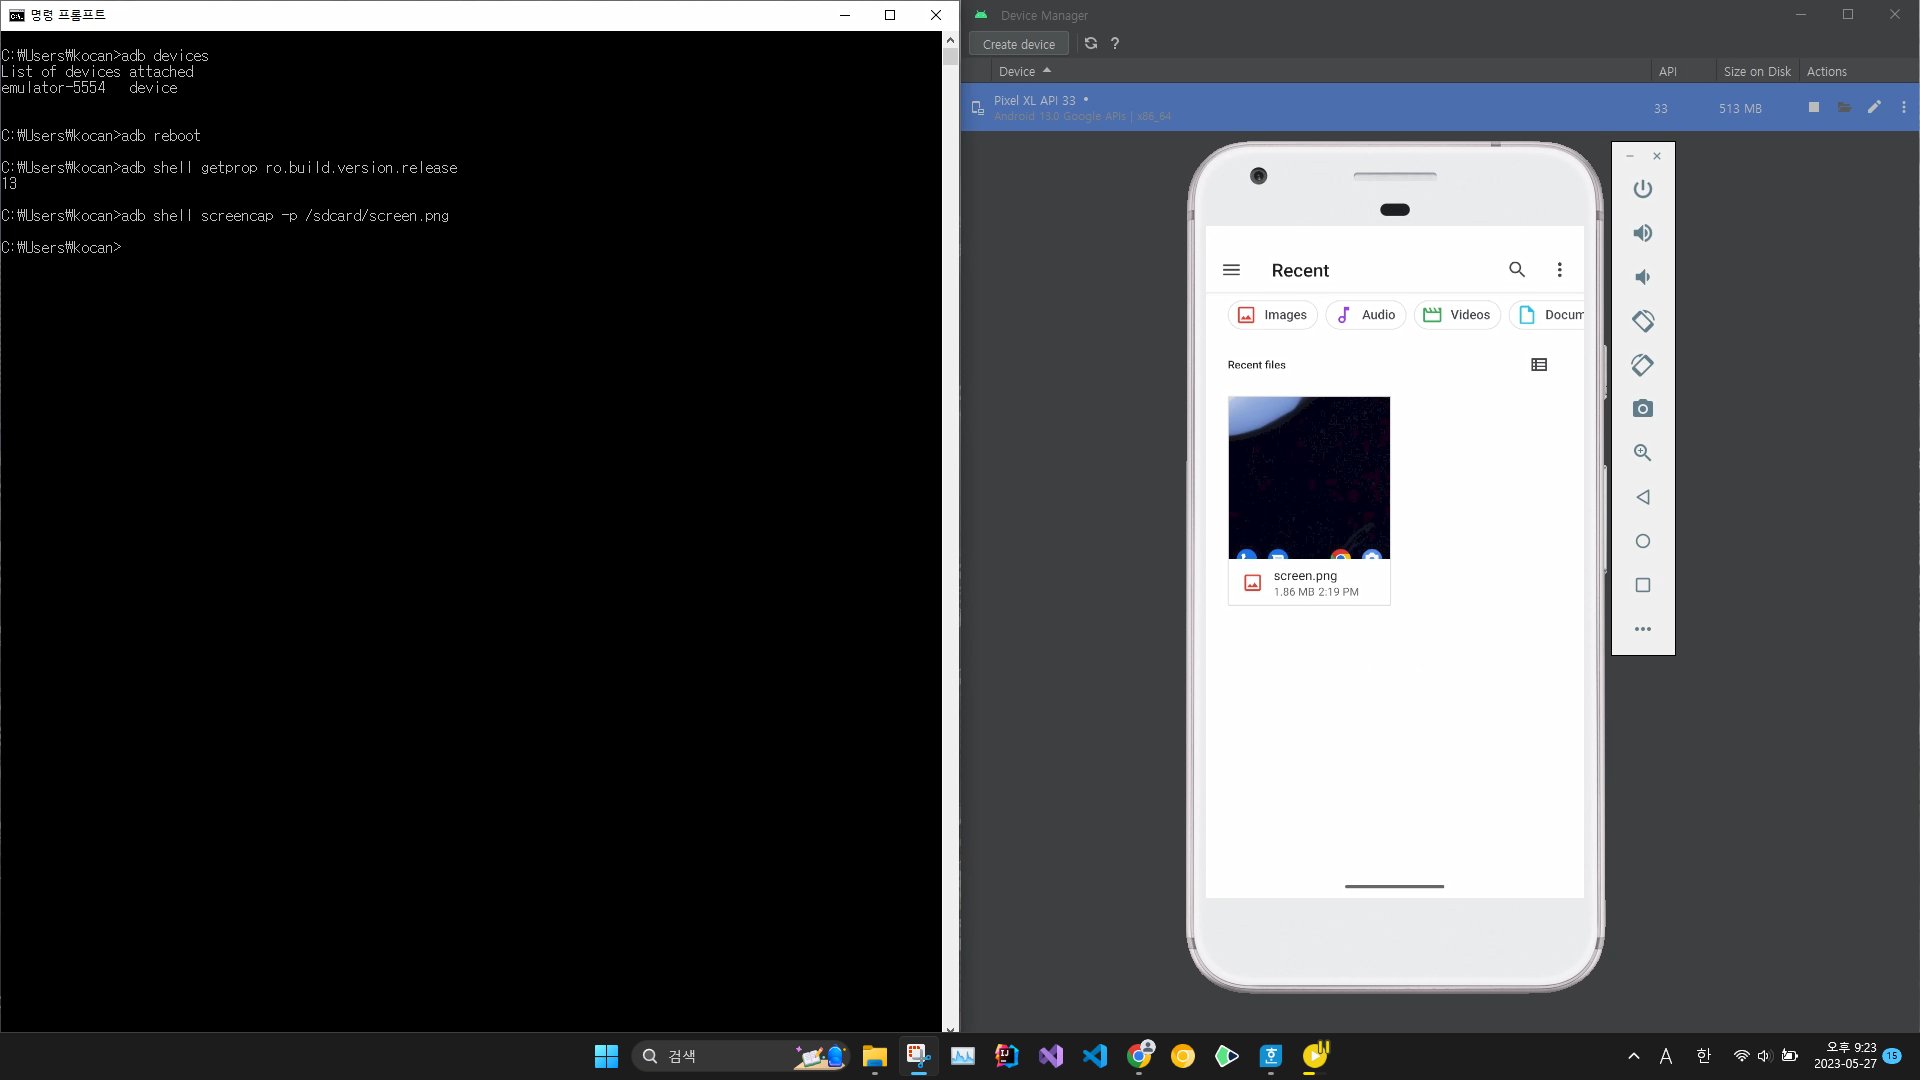 명령 프롬프트
C:₩Users₩kocan>adb devices
List of devices attached
emulator-5554 device
C:₩Users₩kocan>adb reboot
C:₩Users₩kocan>adb shell getprop ro.build.version.release
13
C:₩Users₩kocan>adb shell screencap -p /sdcard/screen.png
C:₩Users₩kocan>
Device Manager
Create device
?
Device API Size on Disk Actions
Pixel XL API 33 33 513 MB
Android 13.0 Google APIs | x86_64
Recent
Images Audio Videos Docum
Recent files
screen.png
1.86 MB 2:19 PM
검색
A 한
오후 9:23
2023-05-27
15